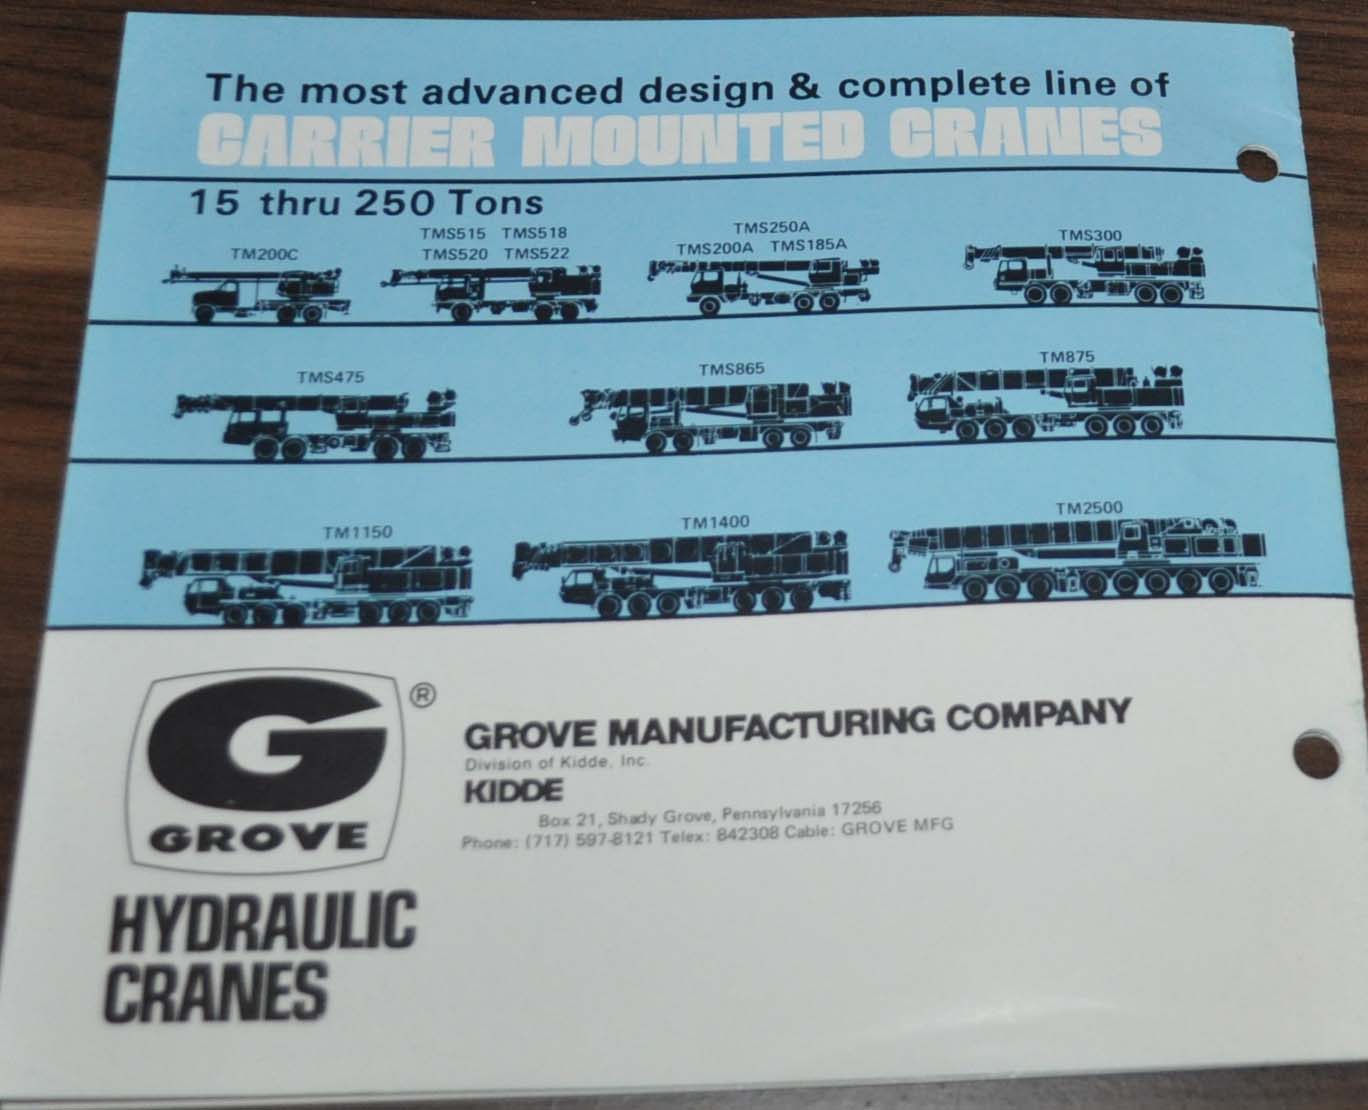 The most advanced design & complete line of
CARRIER MOUNTED CRANES
15 thru 250 Tons
TM200C
TMS515 TMS518
TMS520 TMS522
TMS250A
TMS200A TMS185A
TMS300
TMS475
TMS865
TM875
TM1150
TM1400
TM2500
G
®
GROVE
HYDRAULIC
CRANES
GROVE MANUFACTURING COMPANY
Division of Kidde, Inc.
KIDDE
Box 21, Shady Grove, Pennsylvania 17256
Phone: (717) 597-8121 Telex: 842308 Cable: GROVE MFG